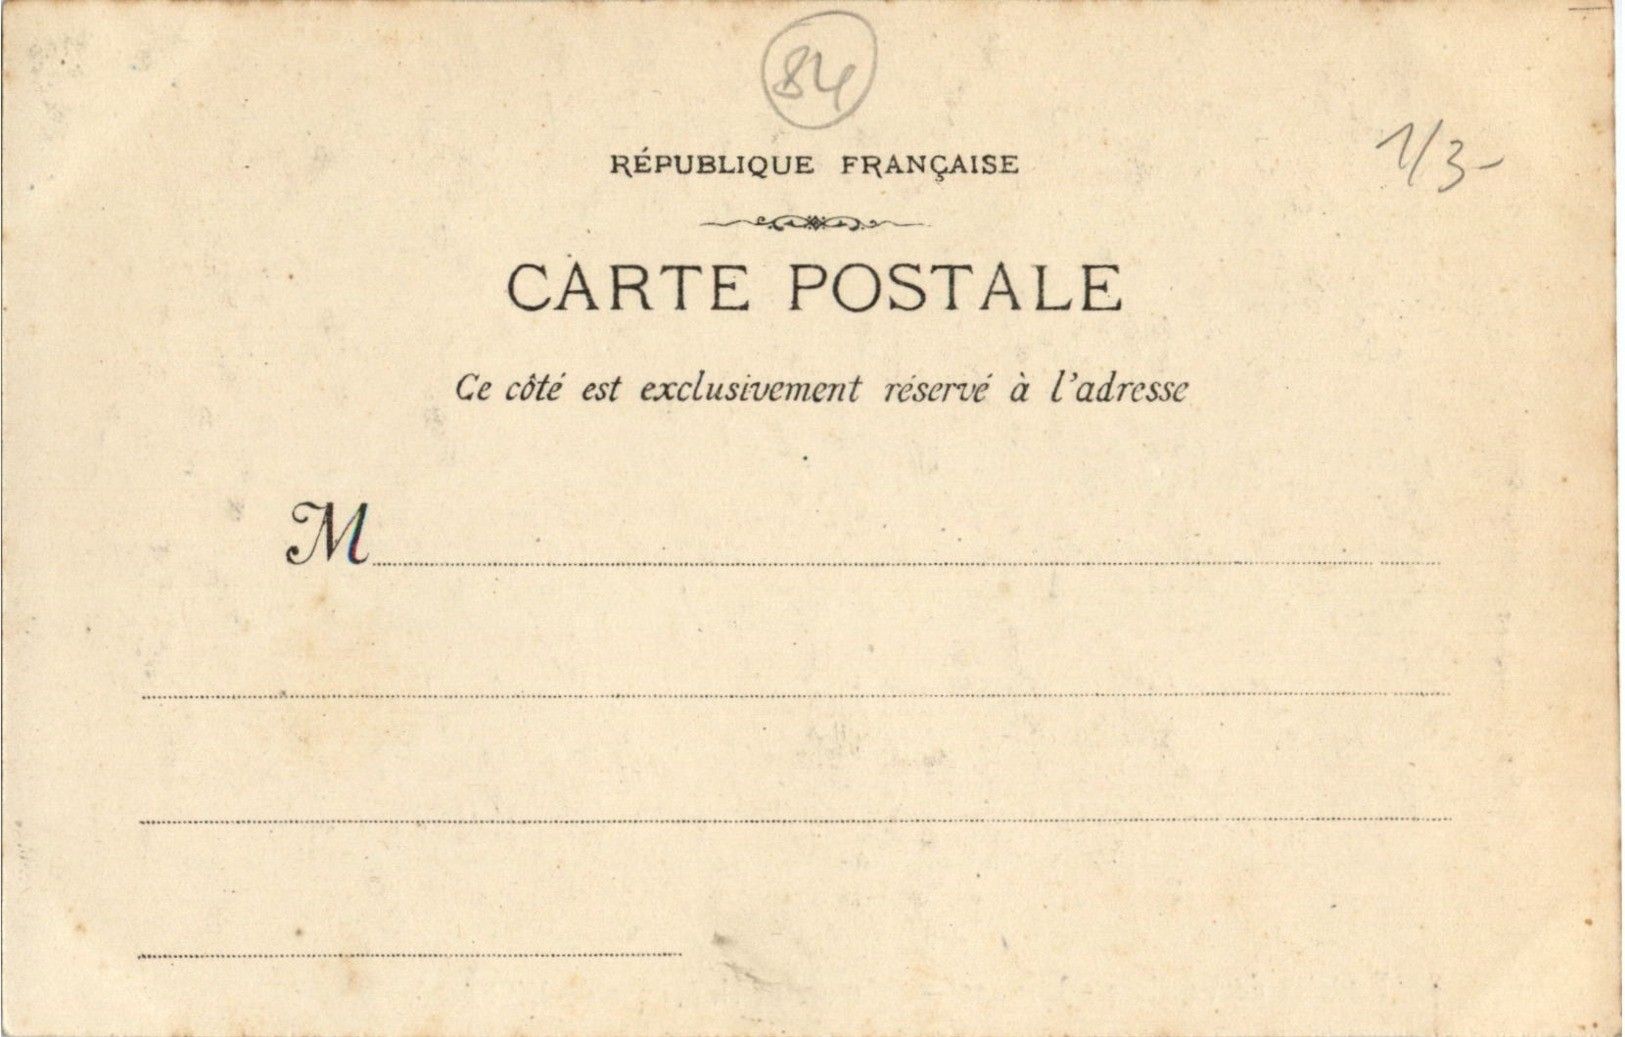 84
RÉPUBLIQUE FRANÇAISE
1/3-
CARTE POSTALE
Ce côté est exclusivement réservé à l'adresse
M